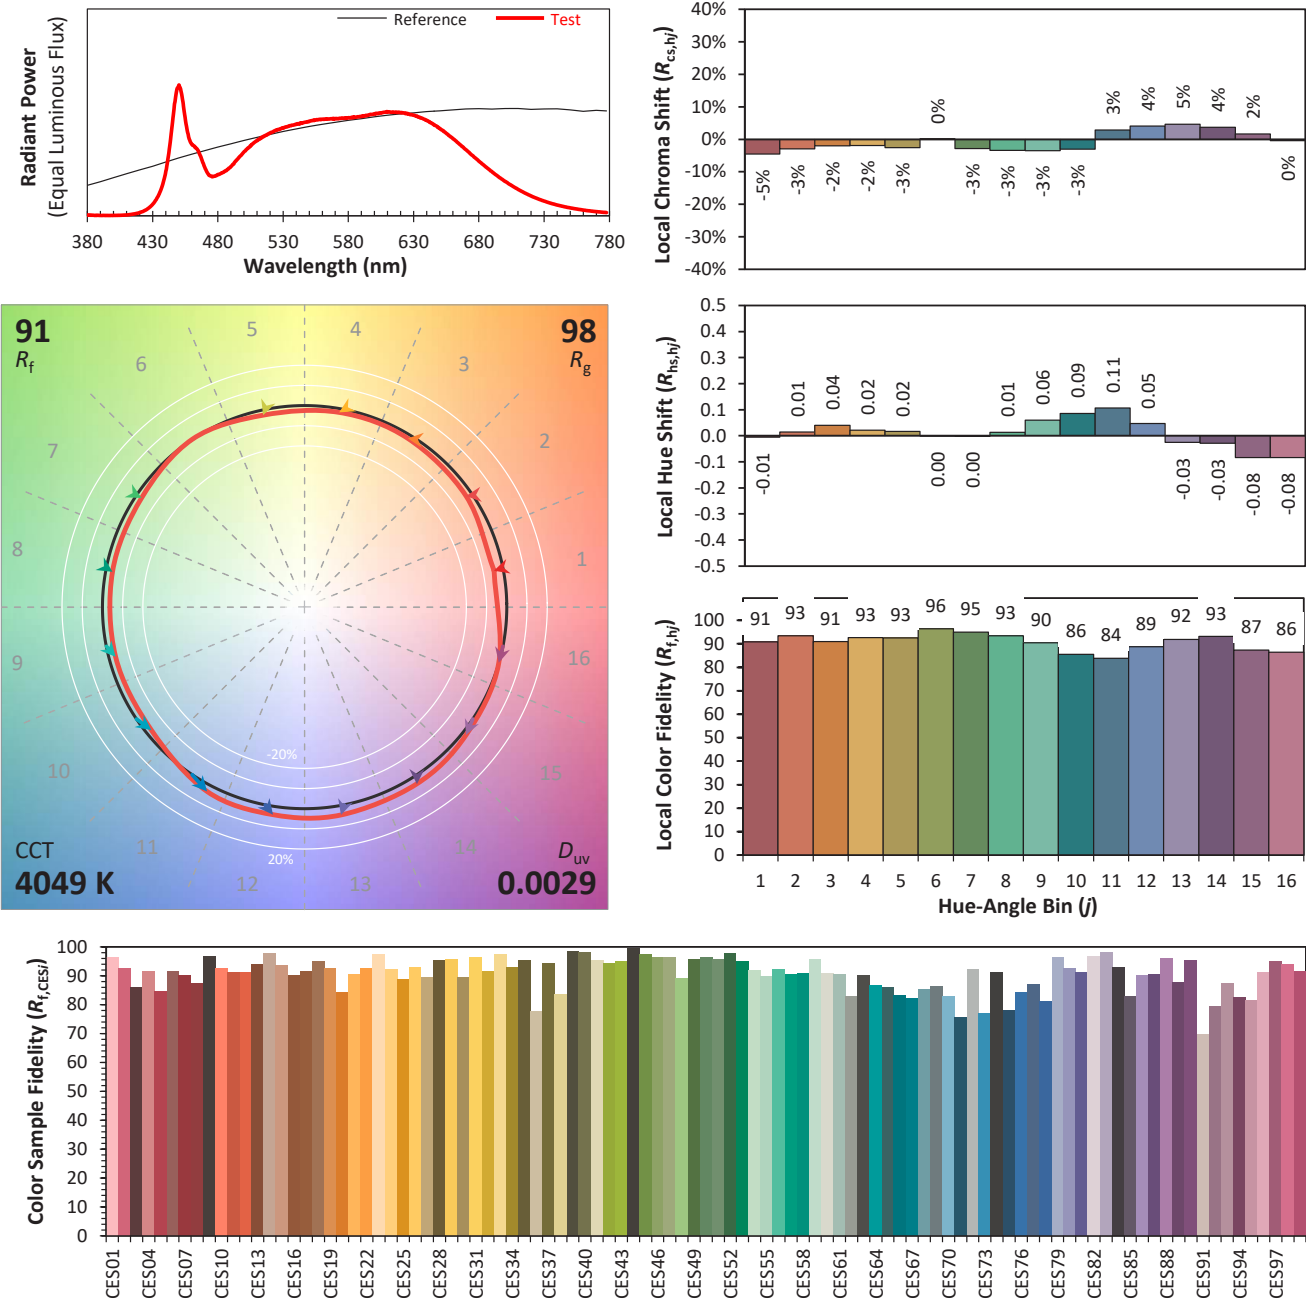 Radiant Power
(Equal Luminous Flux)
Reference
Test
380 430 480 530 580 630 680 730 780
Wavelength (nm)
Local Chroma Shift (Rcs,hj)
40%
30%
20%
10%
0%
-10%
-20%
-30%
-40%
-5% -3% -2% -2% -3% 0% -3% -3% -3% -3% 3% 4% 5% 4% 2% 0%
91
Rf
98
Rg
5 4
6 3
7 2
8 1
9 16
10 15
11 14
12 13
-20%
20%
CCT
4049 K
Duv
0.0029
Local Hue Shift (Rhs,hj)
0.5
0.4
0.3
0.2
0.1
0.0
-0.1
-0.2
-0.3
-0.4
-0.5
-0.01 0.01 0.04 0.02 0.02 0.00 0.00 0.01 0.06 0.09 0.11 0.05 -0.03 -0.03 -0.08 -0.08
Local Color Fidelity (Rf,hj)
100
90
80
70
60
50
40
30
20
10
0
91 93 91 93 93 96 95 93 90 86 84 89 92 93 87 86
1 2 3 4 5 6 7 8 9 10 11 12 13 14 15 16
Hue-Angle Bin (j)
Color Sample Fidelity (Rf,CESi)
100
90
80
70
60
50
40
30
20
10
0
CES01 CES04 CES07 CES10 CES13 CES16 CES19 CES22 CES25 CES28 CES31 CES34 CES37 CES40 CES43 CES46 CES49 CES52 CES55 CES58 CES61 CES64 CES67 CES70 CES73 CES76 CES79 CES82 CES85 CES88 CES91 CES94 CES97